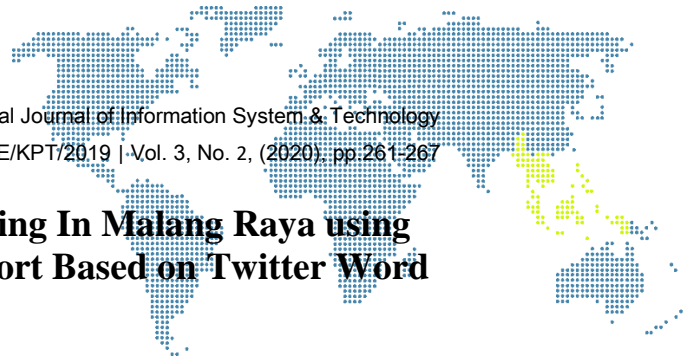 al Journal of Information System & Technology
E/KPT/2019 | Vol. 3, No. 2, (2020), pp.261-267
ing In Malang Raya using
ort Based on Twitter Word